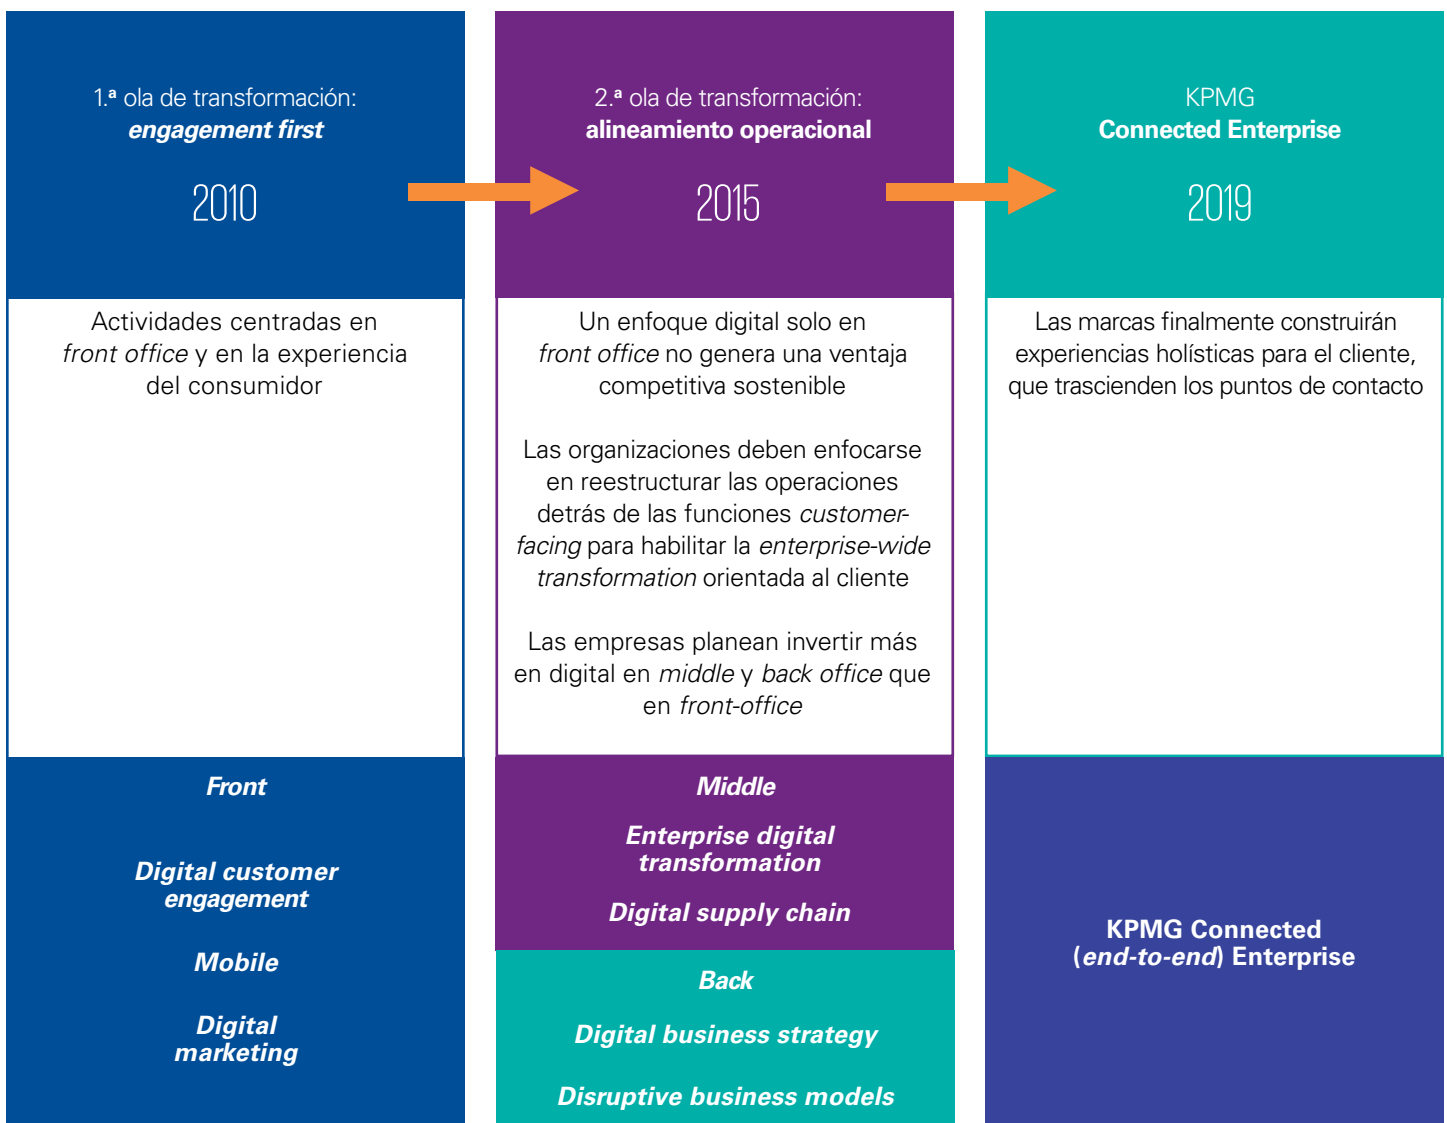 1.ª ola de transformación:
engagement first
2010
Actividades centradas en
front office y en la experiencia
del consumidor
Front
Digital customer
engagement
Mobile
Digital
marketing
2.ª ola de transformación:
alineamiento operacional
2015
Un enfoque digital solo en
front office no genera una ventaja
competitiva sostenible
Las organizaciones deben enfocarse
en reestructurar las operaciones
detrás de las funciones customer-
facing para habilitar la enterprise-wide
transformation orientada al cliente
Las empresas planean invertir más
en digital en middle y back office que
en front-office
Middle
Enterprise digital
transformation
Digital supply chain
Back
Digital business strategy
Disruptive business models
KPMG
Connected Enterprise
2019
Las marcas finalmente construirán
experiencias holísticas para el cliente,
que trascienden los puntos de contacto
KPMG Connected
(end-to-end) Enterprise